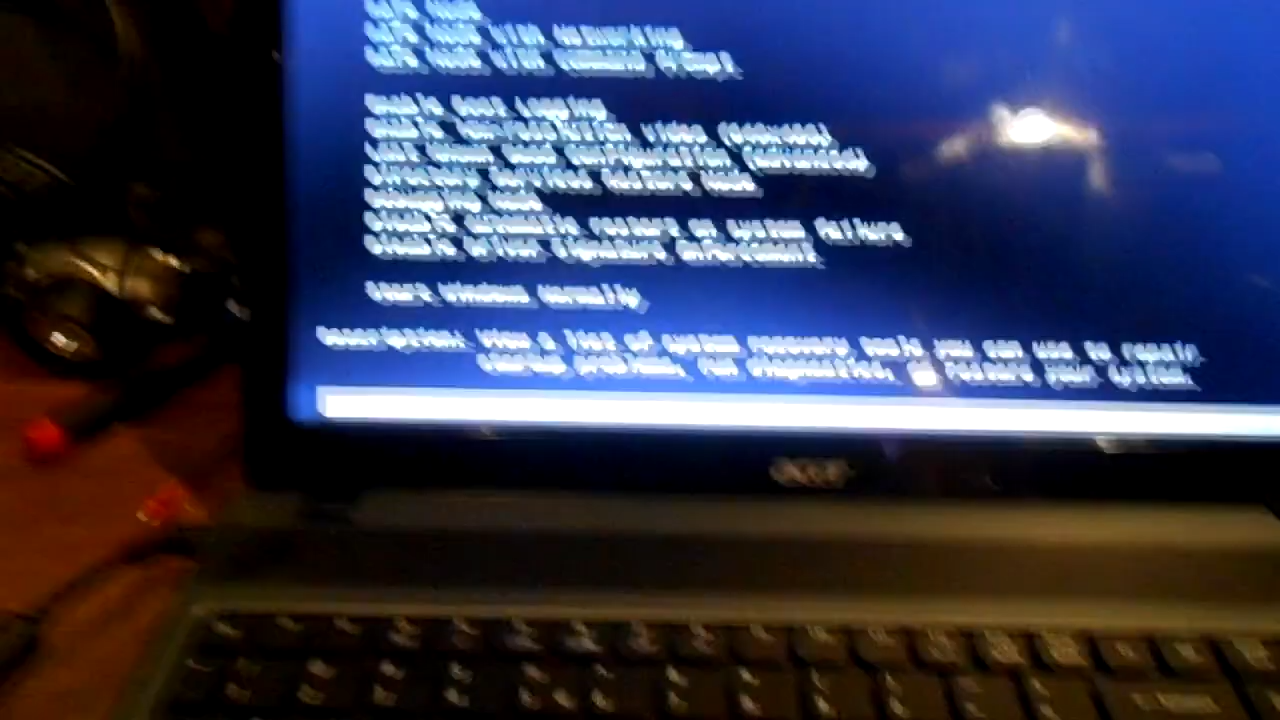 Safe Mode
Safe Mode with Networking
Safe Mode with Command Prompt
Enable Boot Logging
Enable low-resolution video (640x480)
Last Known Good Configuration (advanced)
Directory Services Restore Mode
Debugging Mode
Disable automatic restart on system failure
Disable Driver Signature Enforcement
Start Windows Normally
Description: View a list of system recovery tools you can use to repair
startup problems, run diagnostics, or restore your system.
acer